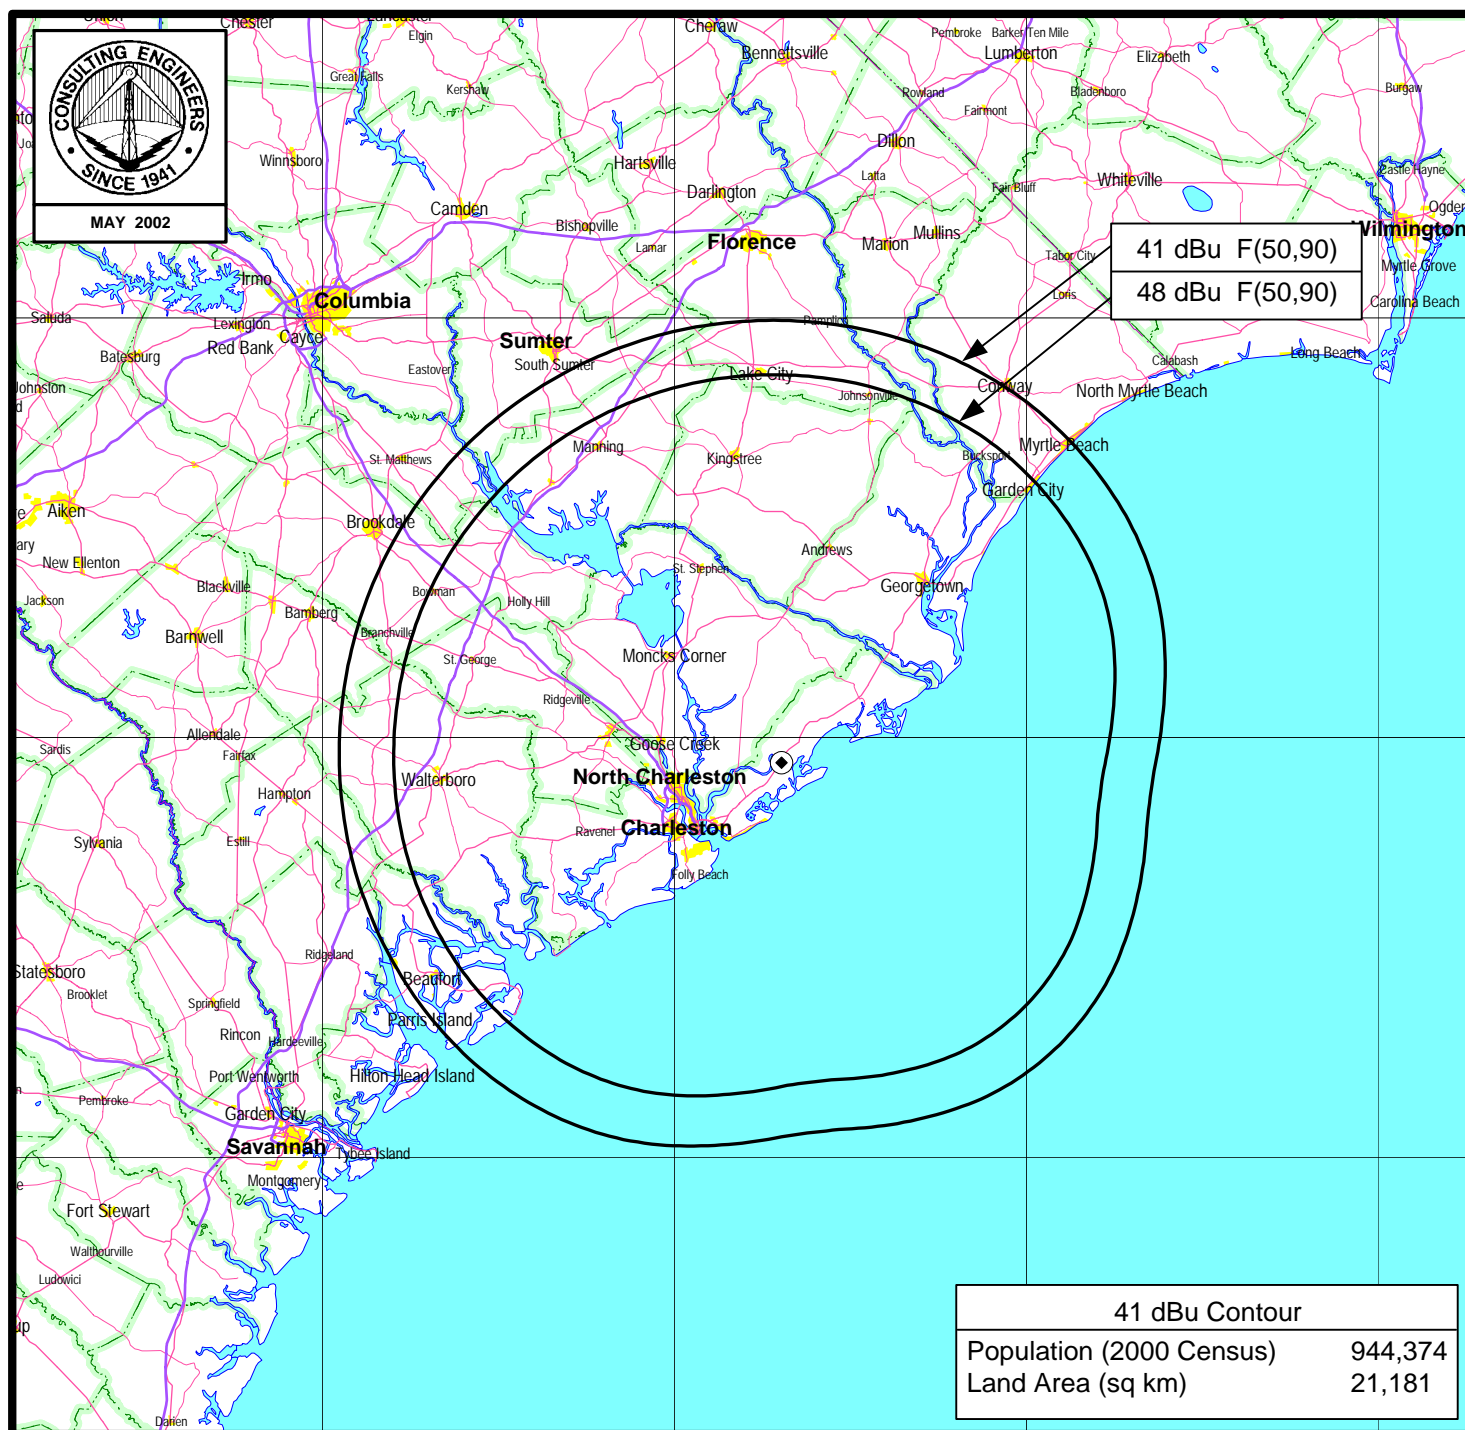 CONSULTING ENGINEERS
SINCE 1941
MAY 2002
Chester
Lancaster
Elgin
Cheraw
Bennettsville
Pembroke
Barker Ten Mile
Lumberton
Elizabeth
Great Falls
Kershaw
Rowland
Bladenboro
Burgaw
Fairmont
Winnsboro
Hartsville
Dillon
Castle Hayne
Darlington
Latta
Fair Bluff
Whiteville
Camden
Bishopville
Ogden
Wilmington
Florence
Lamar
Marion
Mullins
Tabor City
Myrtle Grove
41 dBu F(50,90)
48 dBu F(50,90)
Irmo
Columbia
Loris
Carolina Beach
Saluda
Lexington
Pamplico
Cayce
Red Bank
Sumter
Batesburg
South Sumter
Eastover
Long Beach
Calabash
Lake City
Johnston
Johnsonville
Conway
North Myrtle Beach
Manning
Myrtle Beach
St. Matthews
Kingstree
Bucksport
Garden City
Aiken
Brookdale
Andrews
New Ellenton
St. Stephen
Georgetown
Blackville
Bowman
Jackson
Bamberg
Holly Hill
Barnwell
Branchville
St. George
Moncks Corner
Ridgeville
Allendale
Sardis
Fairfax
Goose Creek
Walterboro
North Charleston
Hampton
Charleston
Ravenel
Sylvania
Estill
Folly Beach
Ridgeland
Statesboro
Beaufort
Brooklet
Springfield
Parris Island
Rincon
Hardeeville
Port Wentworth
Hilton Head Island
Pembroke
Garden City
Savannah
Tybee Island
Montgomery
Fort Stewart
Walthourville
Ludowici
Darien
41 dBu Contour
Population (2000 Census) 944,374
Land Area (sq km) 21,181